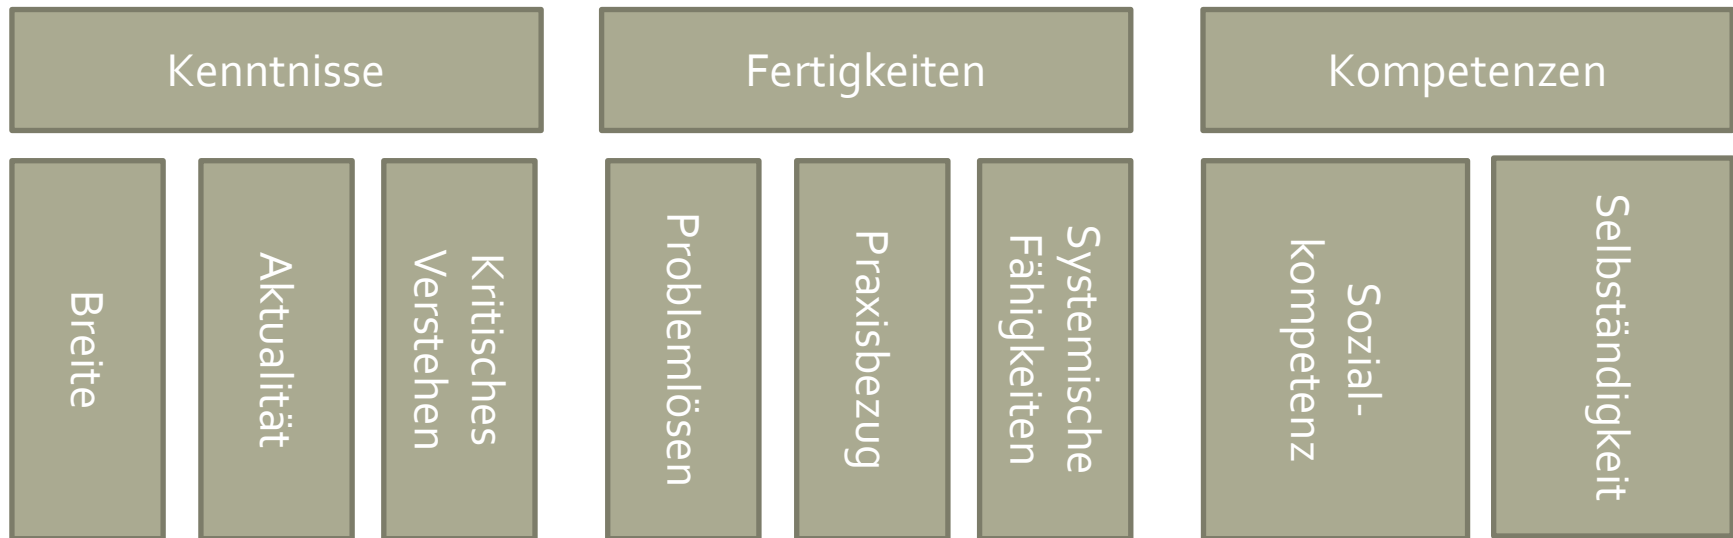 Kenntnisse
Fertigkeiten
Kompetenzen
Breite
Aktualität
Kritisches
Verstehen
Problemlösen
Praxisbezug
Systemische
Fähigkeiten
Sozial-
kompetenz
Selbständigkeit